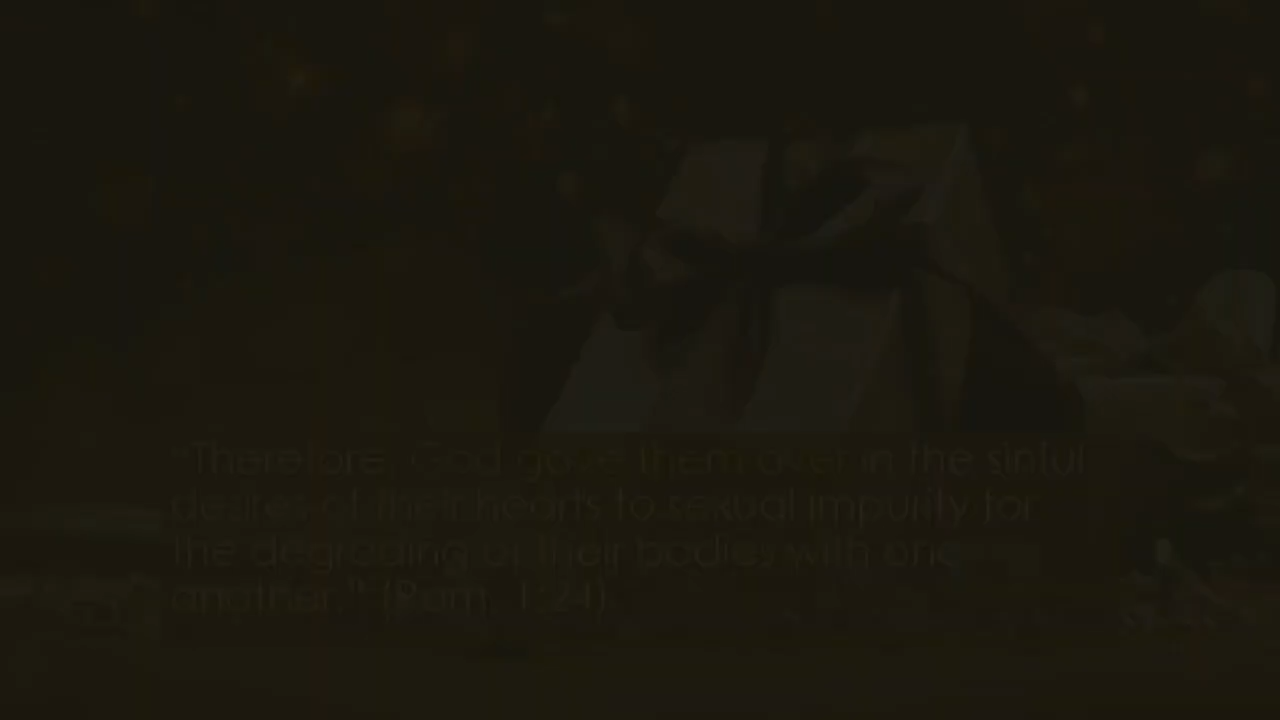 "Therefore, God gave them over in the sinful
desires of their hearts to sexual impurity for
the degrading of their bodies with one
another." (Rom. 1:24).